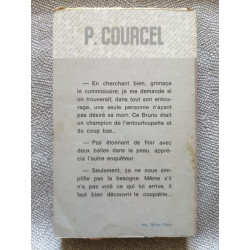 P. COURCEL
— En cherchant bien, grimaça
le commissaire, je me demande si
on trouverait, dans tout son entou-
rage, une seule personne n'ayant
pas désiré sa mort. Ce Bruno était
un champion de l'entourloupette et
du coup bas...
— Pas étonnant de finir avec
deux balles dans la peau, appré-
cia l'autre enquêteur.
— Seulement, ça ne nous sim-
plifie pas la besogne. Même s'il
n'a pas volé ce qui lui arrive, il
faut bien découvrir le coupable...